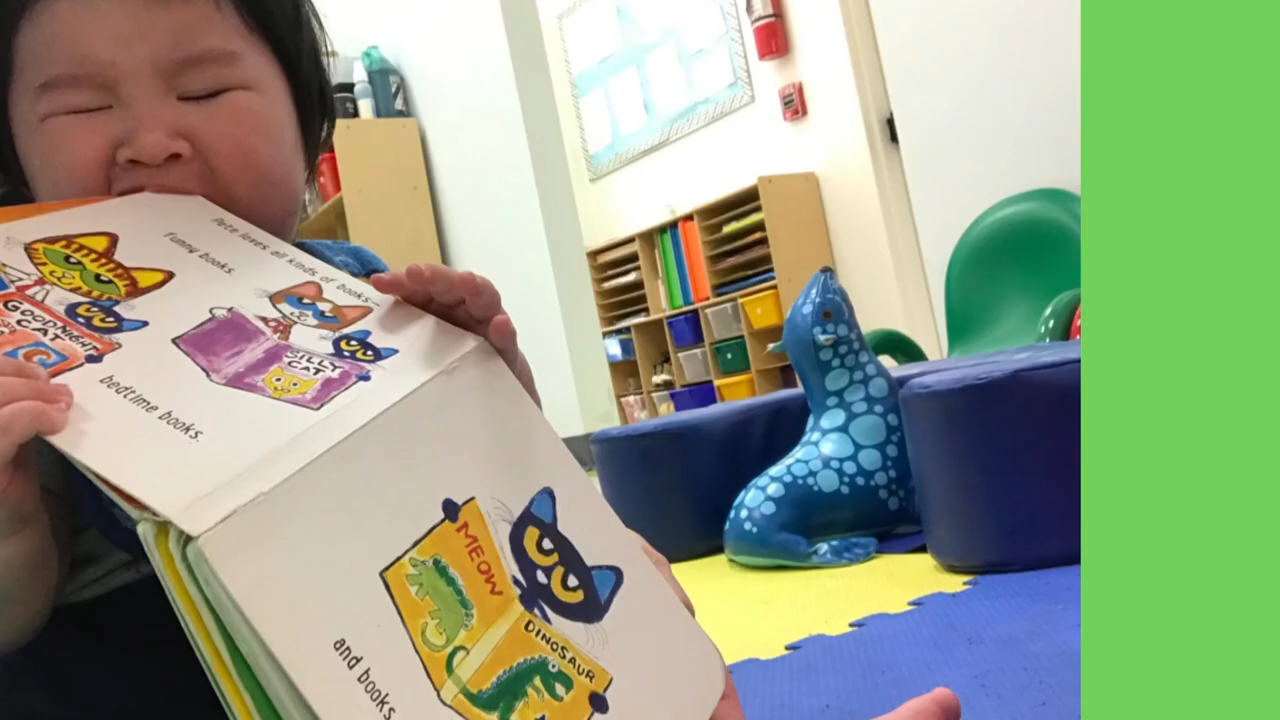 Pete loves all kinds of books—
funny books.
GOODNIGHT
CAT
SILLY
CAT
bedtime books.
MEOW
DINOSAUR
and books